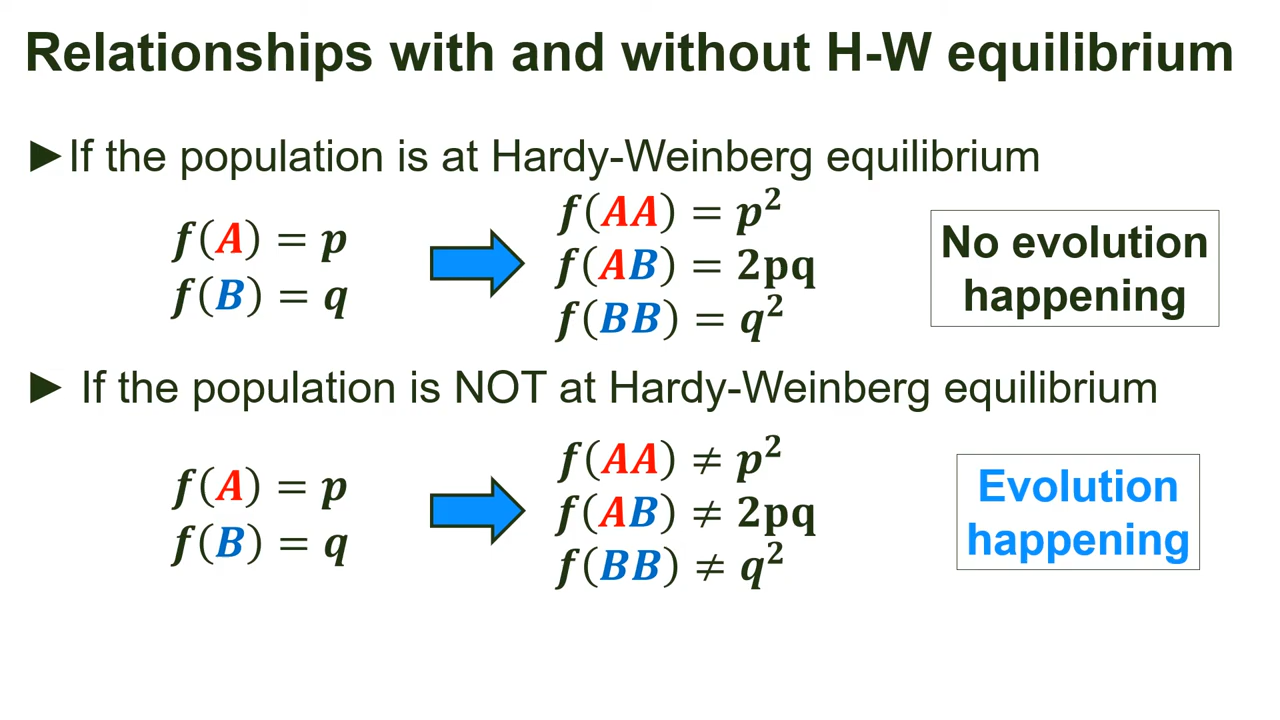 Relationships with and without H-W equilibrium
►If the population is at Hardy-Weinberg equilibrium
f(A) = p
f(B) = q
f(AA) = p²
f(AB) = 2pq
f(BB) = q²
No evolution
happening
► If the population is NOT at Hardy-Weinberg equilibrium
f(A) = p
f(B) = q
f(AA) ≠ p²
f(AB) ≠ 2pq
f(BB) ≠ q²
Evolution
happening